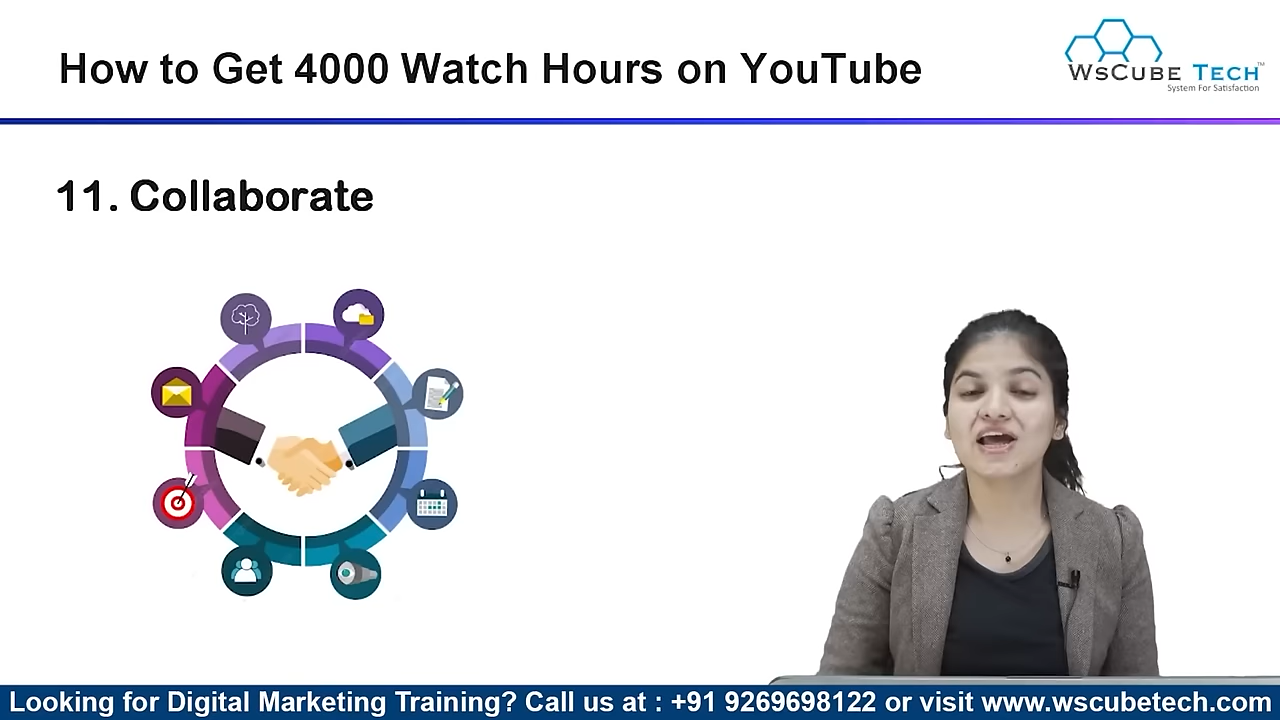 How to Get 4000 Watch Hours on YouTube
WSCUBE TECH™
System For Satisfaction
11. Collaborate
Looking for Digital Marketing Training? Call us at : +91 9269698122 or visit www.wscubetech.com